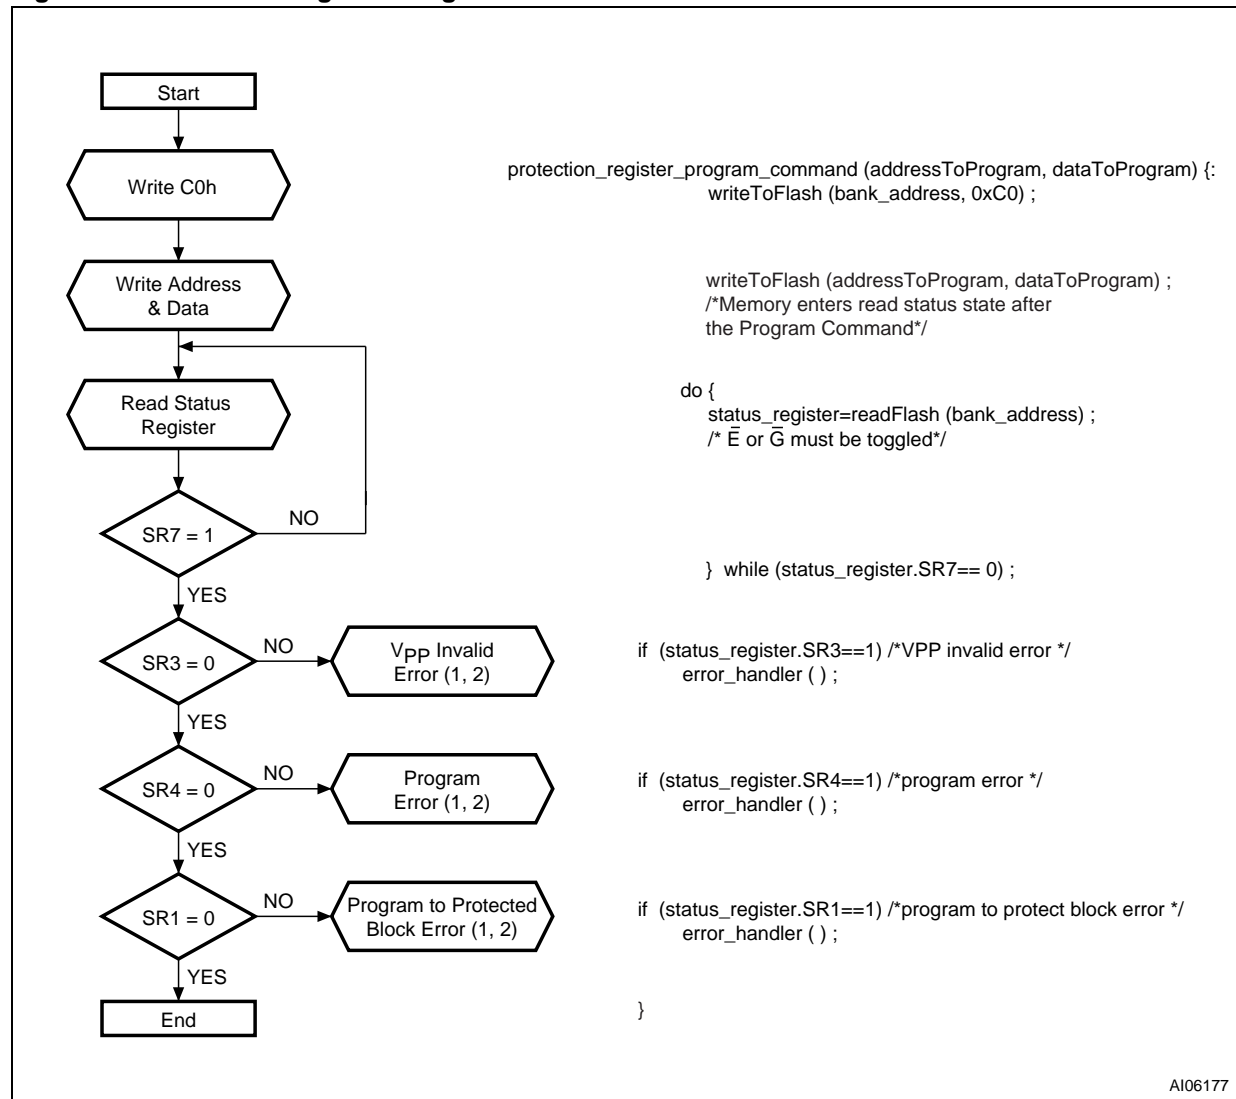 Start
Write C0h
protection_register_program_command (addressToProgram, dataToProgram) {:
writeToFlash (bank_address, 0xC0) ;
Write Address
& Data
writeToFlash (addressToProgram, dataToProgram) ;
/*Memory enters read status state after
the Program Command*/
Read Status
Register
do {
status_register=readFlash (bank_address) ;
/* E̅ or G̅ must be toggled*/
SR7 = 1
NO
YES
} while (status_register.SR7== 0) ;
SR3 = 0
NO
YES
VPP Invalid
Error (1, 2)
if (status_register.SR3==1) /*VPP invalid error */
error_handler ( ) ;
SR4 = 0
NO
YES
Program
Error (1, 2)
if (status_register.SR4==1) /*program error */
error_handler ( ) ;
SR1 = 0
NO
YES
Program to Protected
Block Error (1, 2)
if (status_register.SR1==1) /*program to protect block error */
error_handler ( ) ;
End
}
AI06177